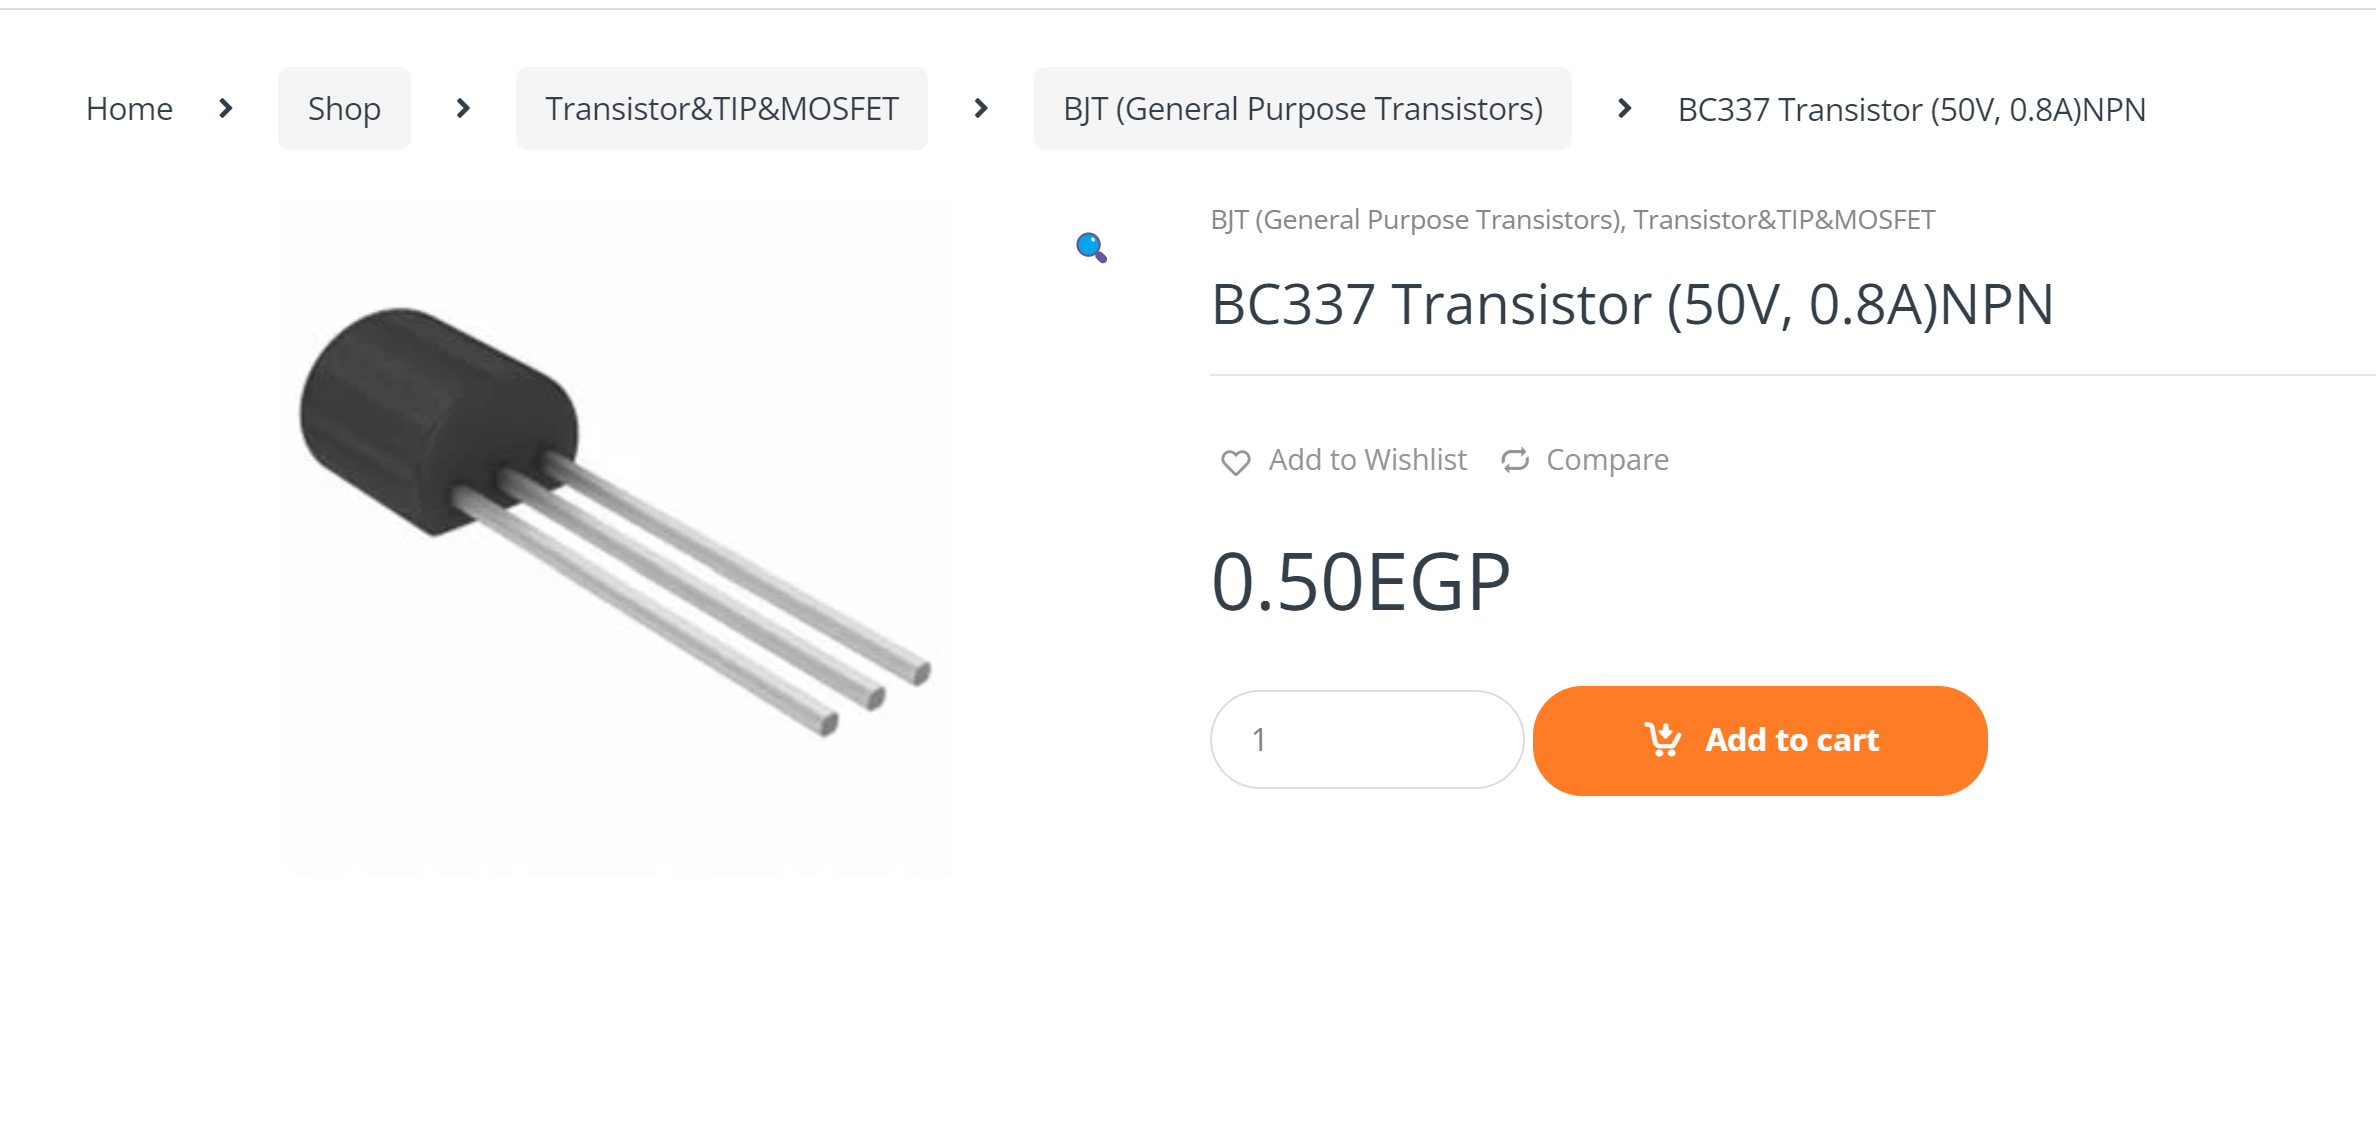 Home > Shop > Transistor&TIP&MOSFET > BJT (General Purpose Transistors) > BC337 Transistor (50V, 0.8A)NPN
BJT (General Purpose Transistors), Transistor&TIP&MOSFET
BC337 Transistor (50V, 0.8A)NPN
Add to Wishlist Compare
0.50EGP
1 Add to cart